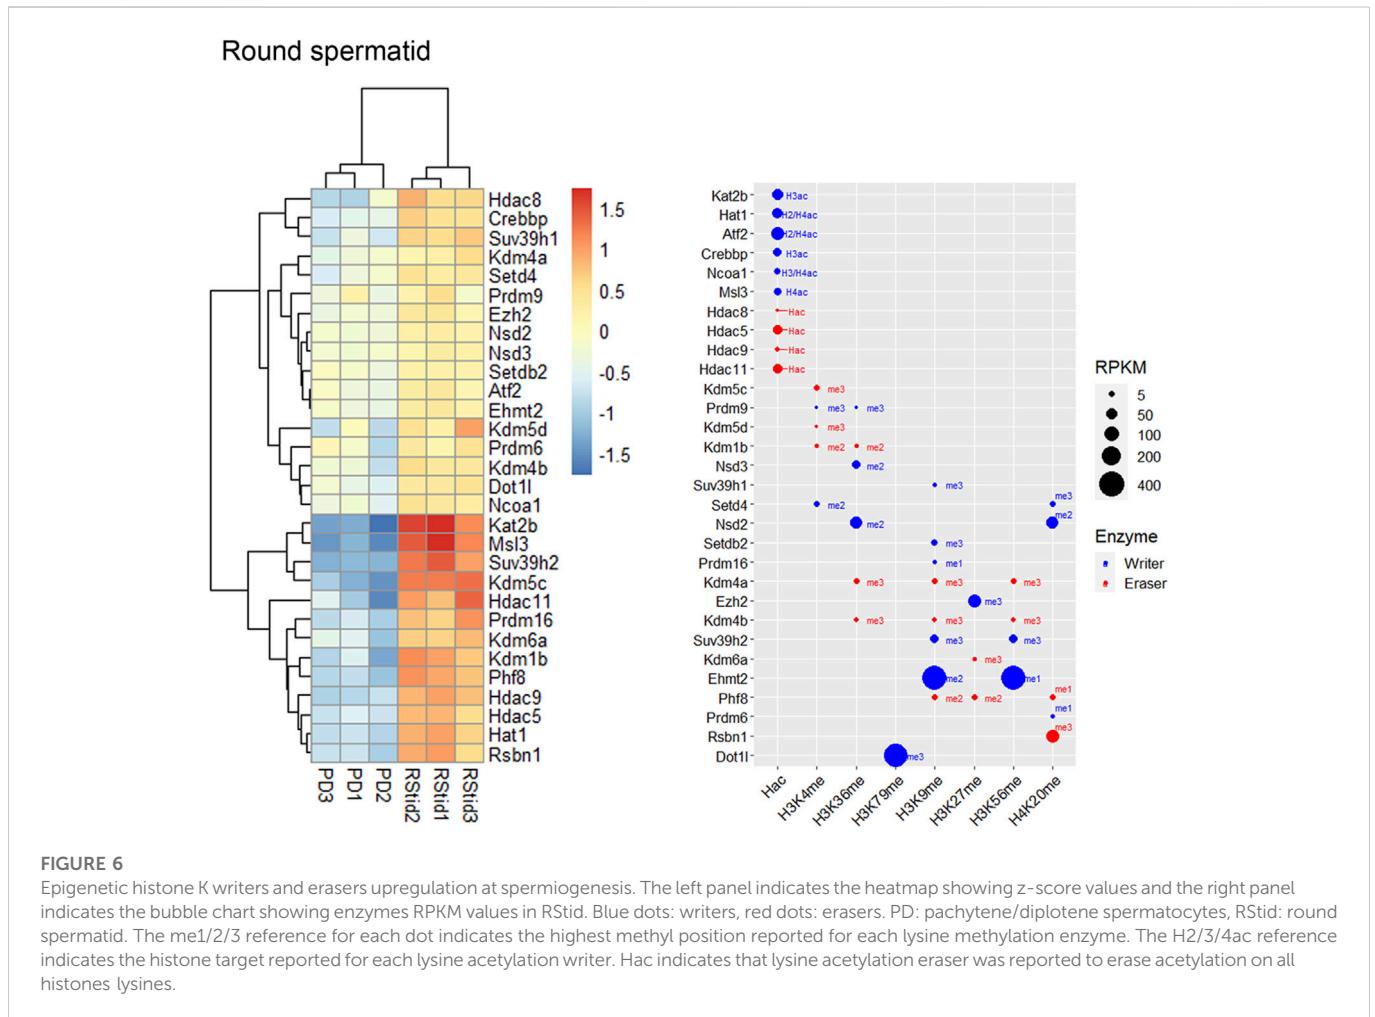 Round spermatid
Hdac8
Crebbp
Suv39h1
Kdm4a
Setd4
Prdm9
Ezh2
Nsd2
Nsd3
Setdb2
Atf2
Ehmt2
Kdm5d
Prdm6
Kdm4b
Dot1l
Ncoa1
Kat2b
Msl3
Suv39h2
Kdm5c
Hdac11
Prdm16
Kdm6a
Kdm1b
Phf8
Hdac9
Hdac5
Hat1
Rsbn1
PD3 PD1 PD2 RStid2 RStid1 RStid3
1.5
1
0.5
0
-0.5
-1
-1.5
Kat2b H3ac
Hat1 H2/H4ac
Atf2 H2/H4ac
Crebbp H3ac
Ncoa1 H3/H4ac
Msl3 H4ac
Hdac8 Hac
Hdac5 Hac
Hdac9 Hac
Hdac11 Hac
Kdm5c me3
Prdm9 me3 me3
Kdm5d me3
Kdm1b me2 me2
Nsd3 me2
Suv39h1 me3
Setd4 me2 me3
Nsd2 me2 me2
Setdb2 me3
Prdm16 me1
Kdm4a me3 me3 me3
Ezh2 me3
Kdm4b me3 me3 me3
Suv39h2 me3 me3
Kdm6a me3
Ehmt2 me2 me1
Phf8 me2 me2 me1
Prdm6 me1
Rsbn1 me3
Dot1l me3
Hac H3K4me H3K36me H3K79me H3K9me H3K27me H3K56me H4K20me
RPKM
5
50
100
200
400
Enzyme
Writer
Eraser
FIGURE 6
Epigenetic histone K writers and erasers upregulation at spermiogenesis. The left panel indicates the heatmap showing z-score values and the right panel
indicates the bubble chart showing enzymes RPKM values in RStid. Blue dots: writers, red dots: erasers. PD: pachytene/diplotene spermatocytes, RStid: round
spermatid. The me1/2/3 reference for each dot indicates the highest methyl position reported for each lysine methylation enzyme. The H2/3/4ac reference
indicates the histone target reported for each lysine acetylation writer. Hac indicates that lysine acetylation eraser was reported to erase acetylation on all
histones lysines.